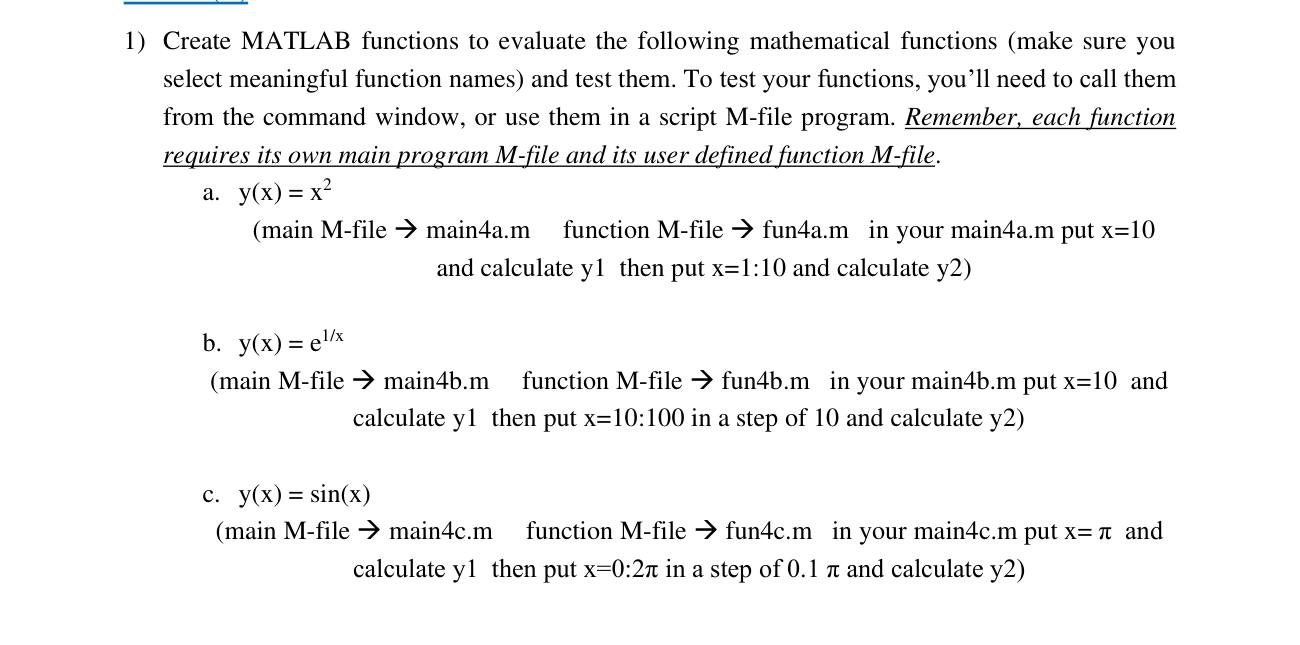 1) Create MATLAB functions to evaluate the following mathematical functions (make sure you
select meaningful function names) and test them. To test your functions, you’ll need to call them
from the command window, or use them in a script M-file program. Remember, each function
requires its own main program M-file and its user defined function M-file.
a. y(x) = x²
(main M-file → main4a.m function M-file → fun4a.m in your main4a.m put x=10
and calculate y1 then put x=1:10 and calculate y2)
b. y(x) = e^1/x
(main M-file → main4b.m function M-file → fun4b.m in your main4b.m put x=10 and
calculate y1 then put x=10:100 in a step of 10 and calculate y2)
c. y(x) = sin(x)
(main M-file → main4c.m function M-file → fun4c.m in your main4c.m put x= π and
calculate y1 then put x=0:2π in a step of 0.1 π and calculate y2)